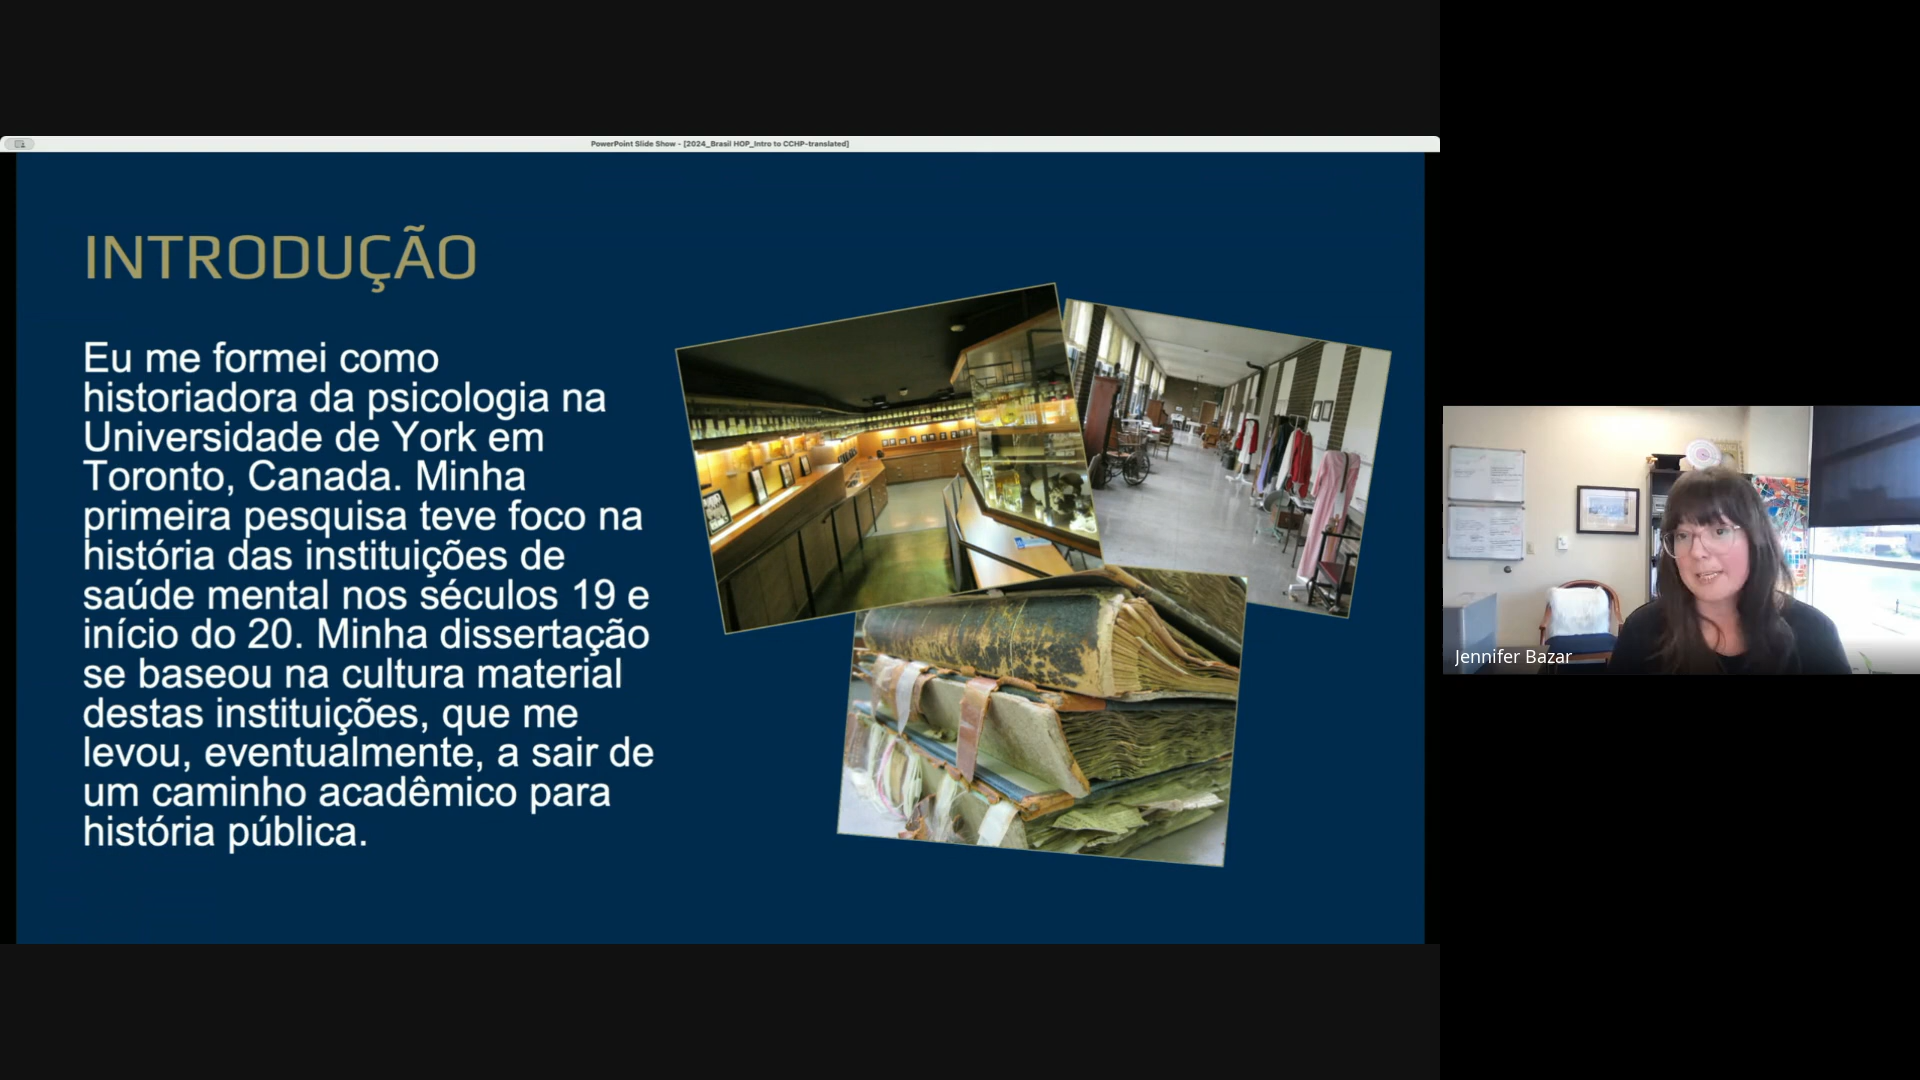 PowerPoint Slide Show - [2024_Brasil HOP_Intro to CCHP-translated]
INTRODUÇÃO
Eu me formei como
historiadora da psicologia na
Universidade de York em
Toronto, Canada. Minha
primeira pesquisa teve foco na
história das instituições de
saúde mental nos séculos 19 e
início do 20. Minha dissertação
se baseou na cultura material
destas instituições, que me
levou, eventualmente, a sair de
um caminho acadêmico para
história pública.
Jennifer Bazar